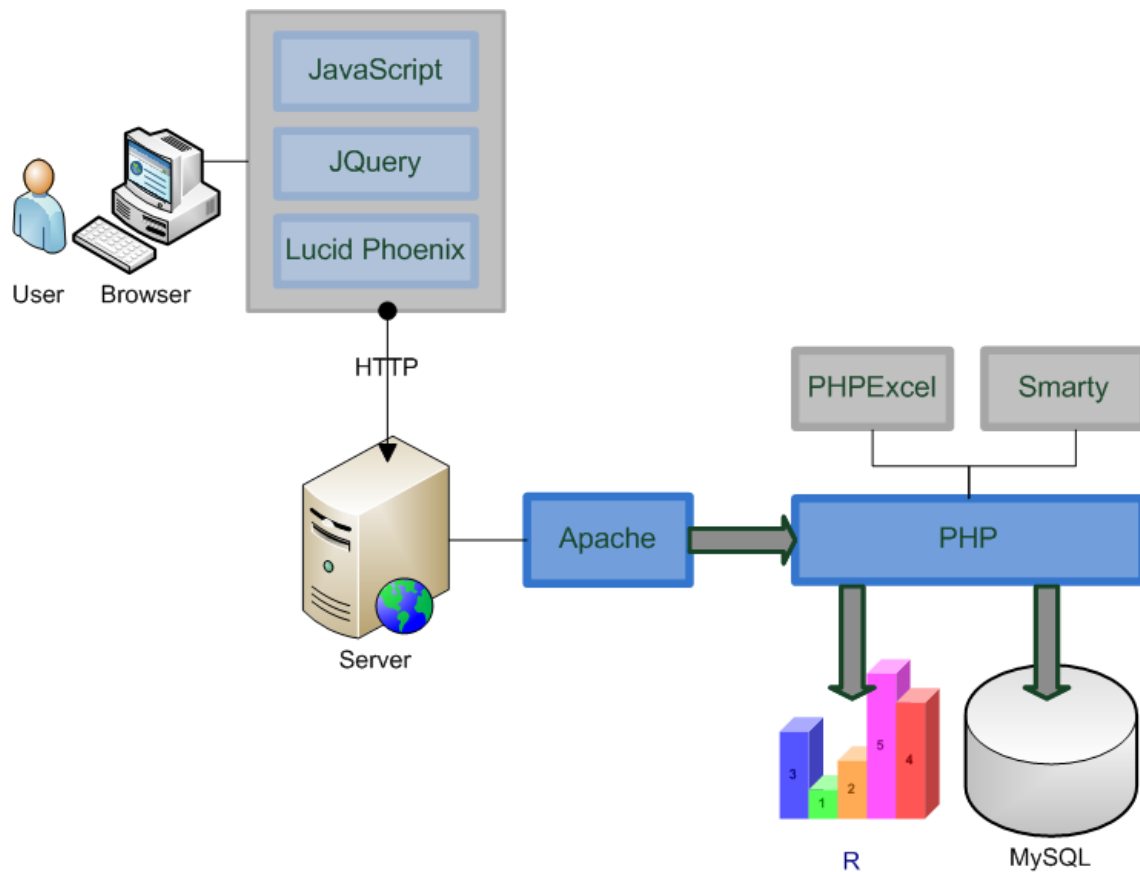 JavaScript
JQuery
Lucid Phoenix
User
Browser
HTTP
PHPExcel
Smarty
Apache
PHP
Server
3
1
2
5
4
R
MySQL